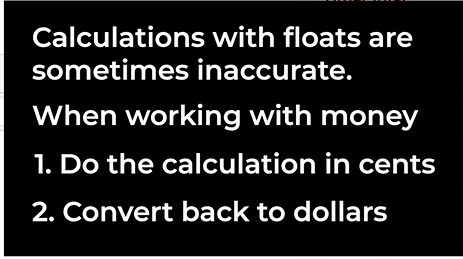 Calculations with floats are
sometimes inaccurate.
When working with money
1. Do the calculation in cents
2. Convert back to dollars